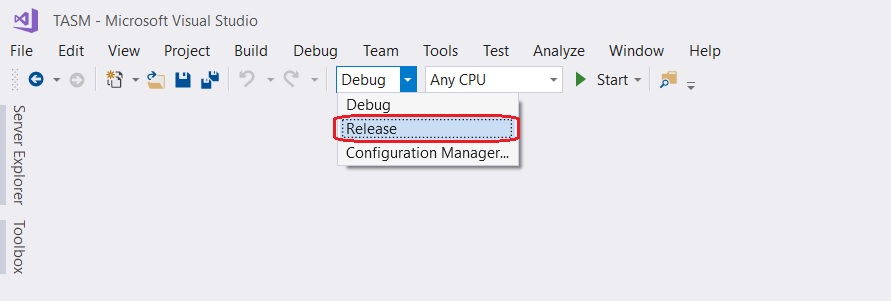 TASM - Microsoft Visual Studio
File Edit View Project Build Debug Team Tools Test Analyze Window Help
Debug Any CPU Start
Debug
Release
Configuration Manager...
Server Explorer
Toolbox